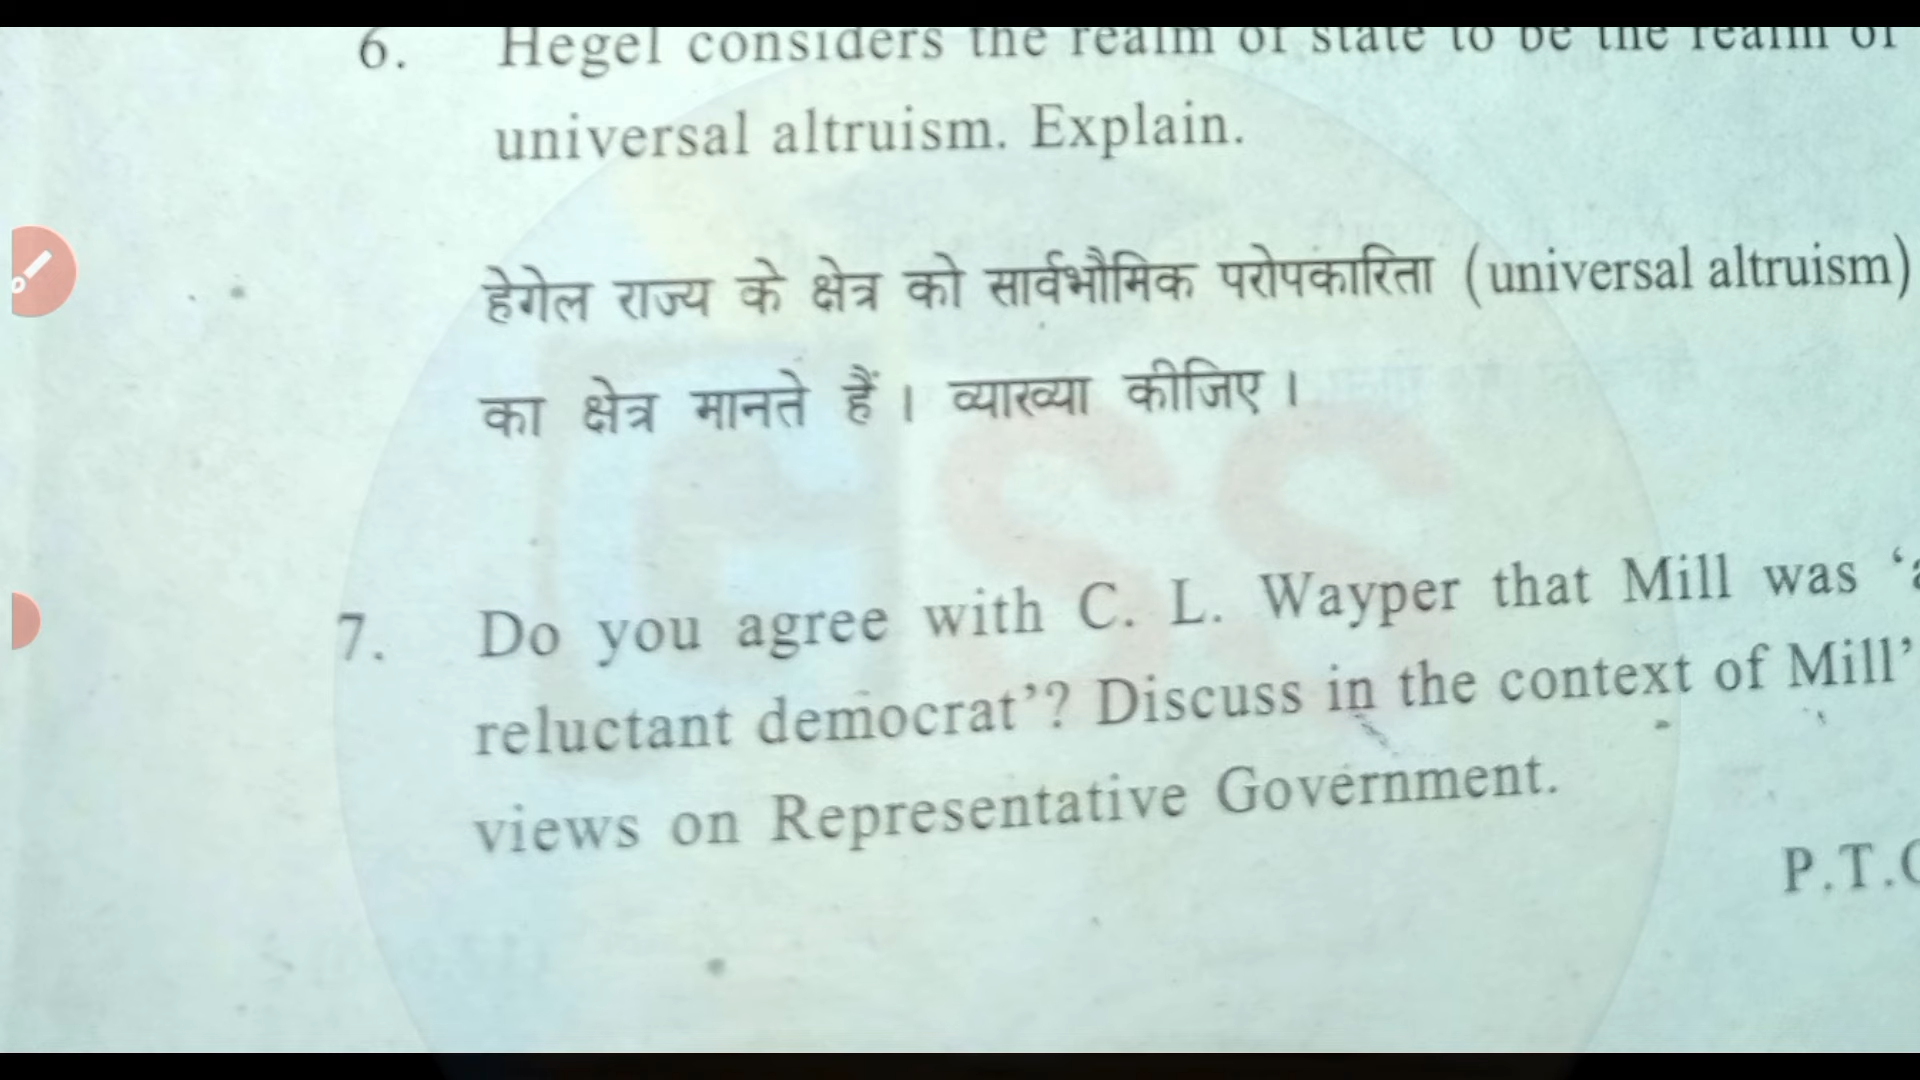 6. Hegel considers the realm of state to be the realm of
universal altruism. Explain.
हेगेल राज्य के क्षेत्र को सार्वभौमिक परोपकारिता (universal altruism)
का क्षेत्र मानते हैं । व्याख्या कीजिए ।
GSS
7. Do you agree with C. L. Wayper that Mill was ‘a
reluctant democrat’? Discuss in the context of Mill’
views on Representative Government.
P.T.